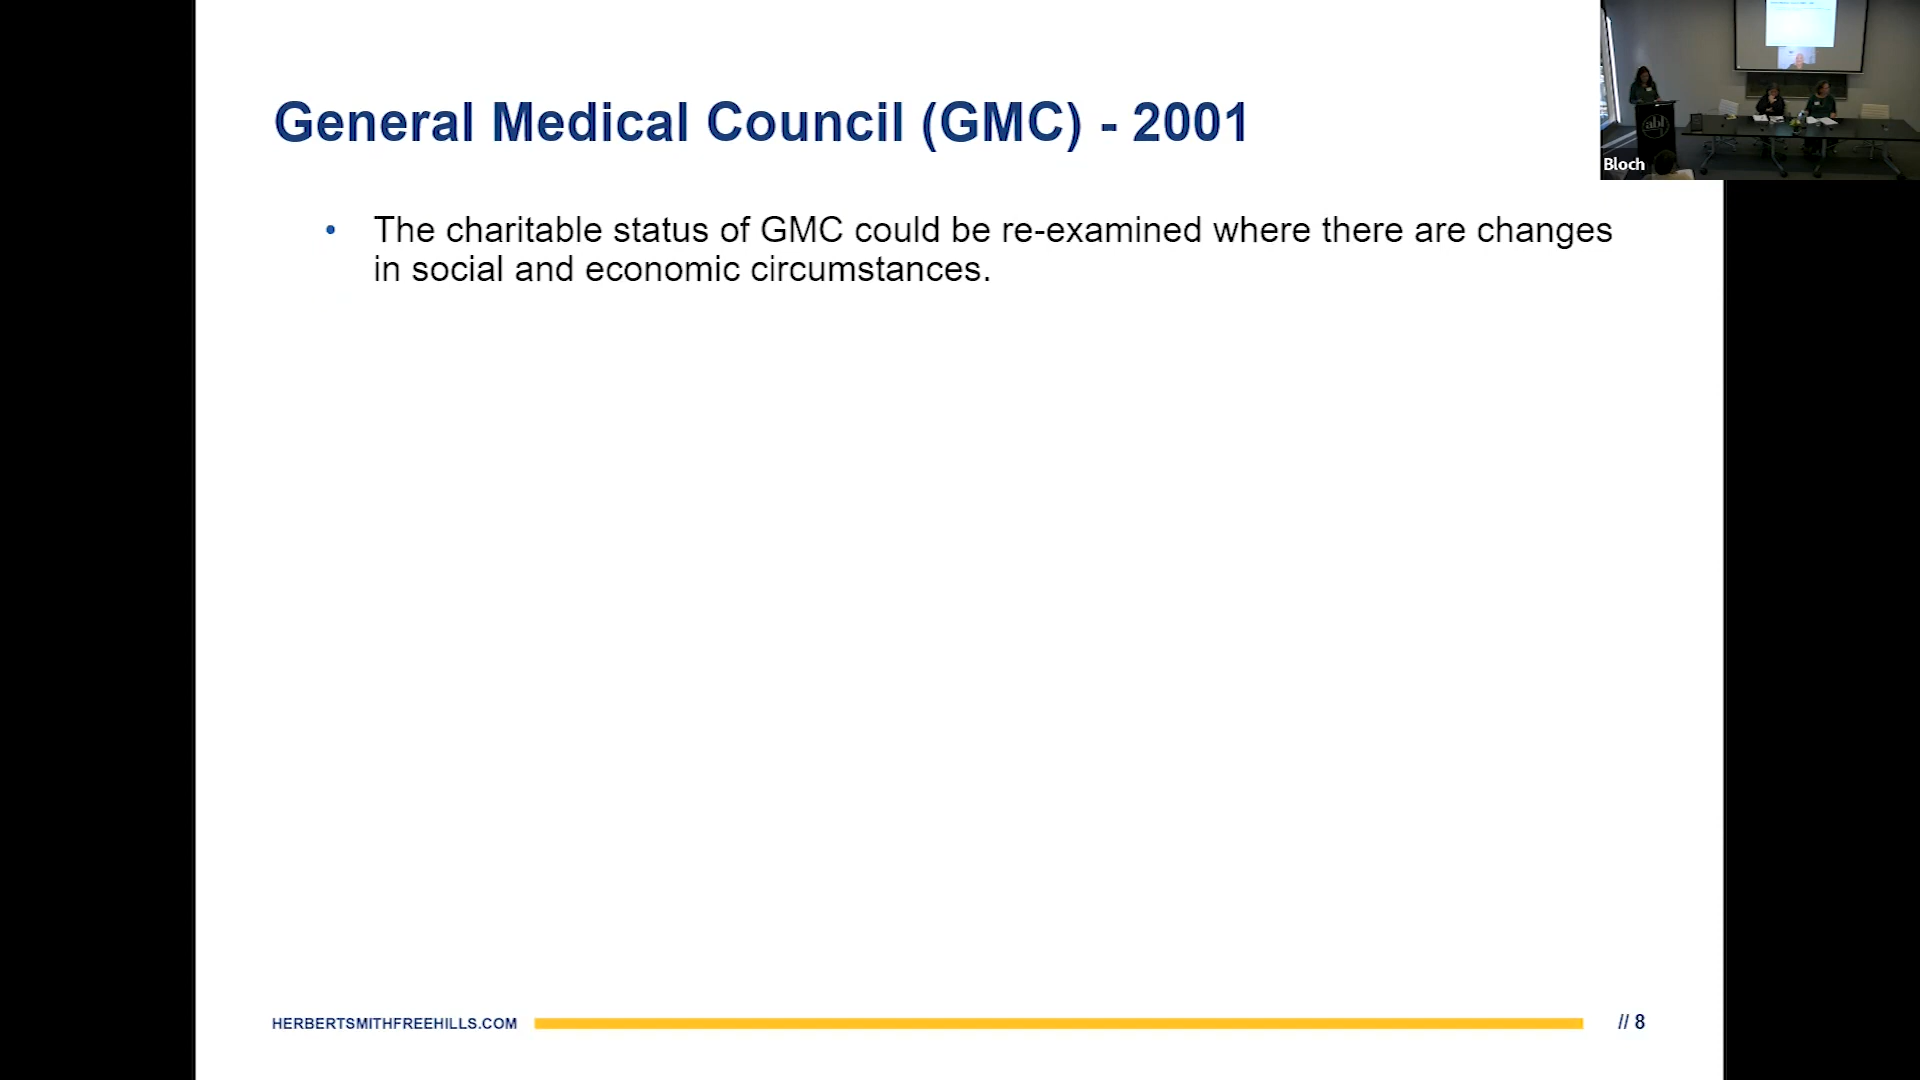 General Medical Council (GMC) - 2001
• The charitable status of GMC could be re-examined where there are changes
in social and economic circumstances.
Bloch
HERBERTSMITHFREEHILLS.COM
// 8